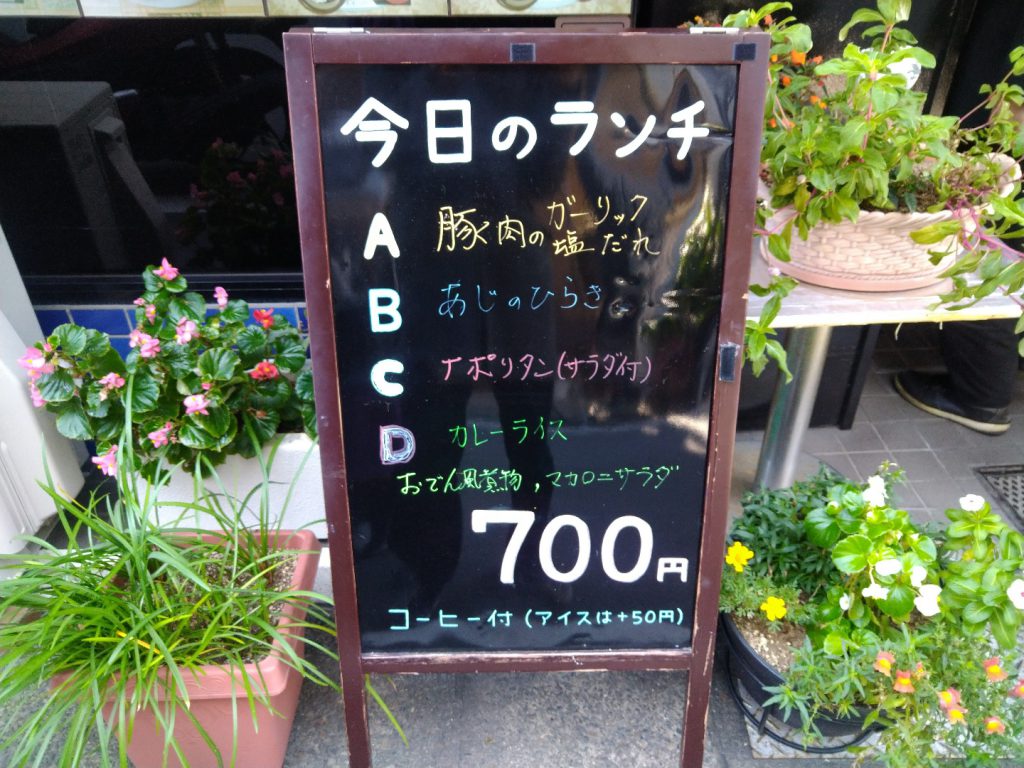 今日のランチ
A 豚肉のガーリック塩だれ
B あじのひらき
C ナポリタン(サラダ付)
D カレーライス
おでん風煮物,マカロニサラダ
700円
コーヒー付(アイスは+50円)